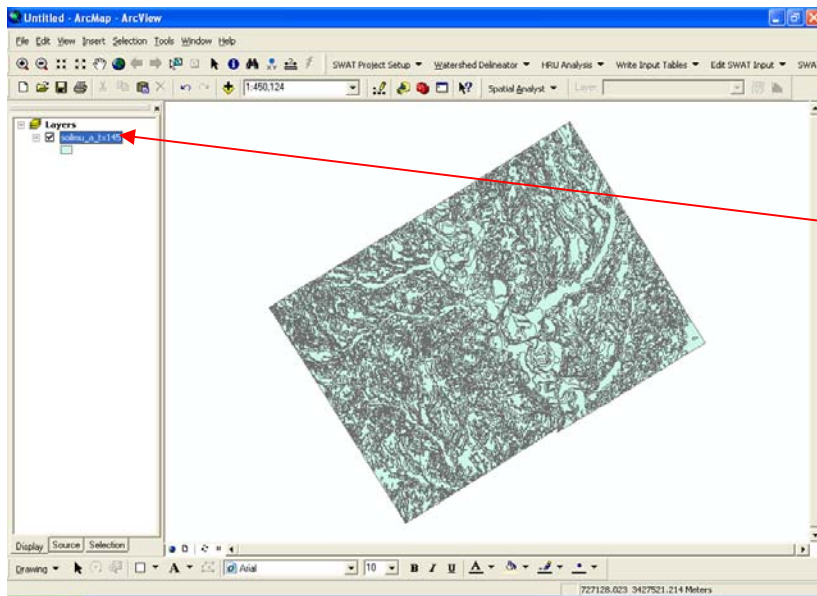 Untitled - ArcMap - ArcView
File Edit View Insert Selection Tools Window Help
SWAT Project Setup Watershed Delineator HRU Analysis Write Input Tables Edit SWAT Input SWA
1:450,124 Spatial Analyst Layer:
Layers
soilmu_a_tx145
Display Source Selection
Drawing A Arial 10 B I U A
727128.023 3427521.214 Meters